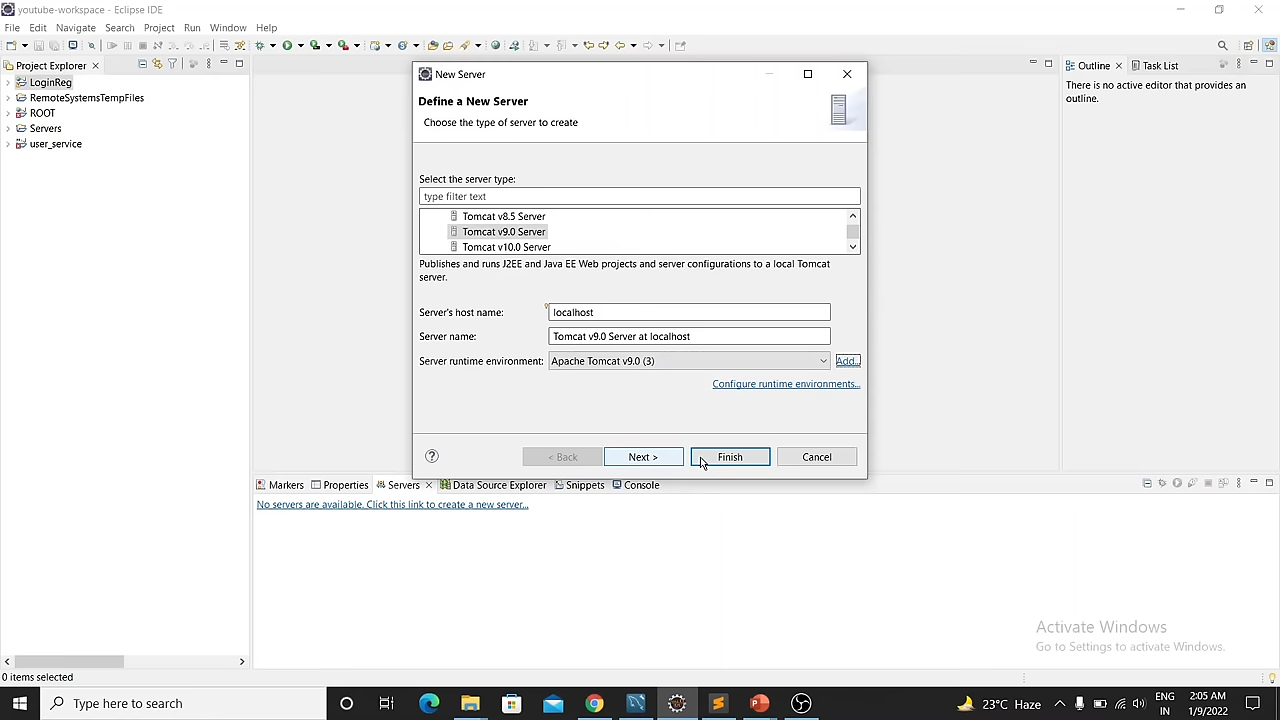 youtube-workspace - Eclipse IDE
File Edit Navigate Search Project Run Window Help
Project Explorer
LoginReg
RemoteSystemsTempFiles
ROOT
Servers
user_service
New Server
Define a New Server
Choose the type of server to create
Select the server type:
type filter text
Tomcat v8.5 Server
Tomcat v9.0 Server
Tomcat v10.0 Server
Publishes and runs J2EE and Java EE Web projects and server configurations to a local Tomcat
server.
Server's host name: localhost
Server name: Tomcat v9.0 Server at localhost
Server runtime environment: Apache Tomcat v9.0 (3) Add...
Configure runtime environments...
< Back Next > Finish Cancel
Outline Task List
There is no active editor that provides an
outline.
Markers Properties Servers Data Source Explorer Snippets Console
No servers are available. Click this link to create a new server...
Activate Windows
Go to Settings to activate Windows.
0 items selected
Type here to search
23°C Haze
ENG
IN
2:05 AM
1/9/2022